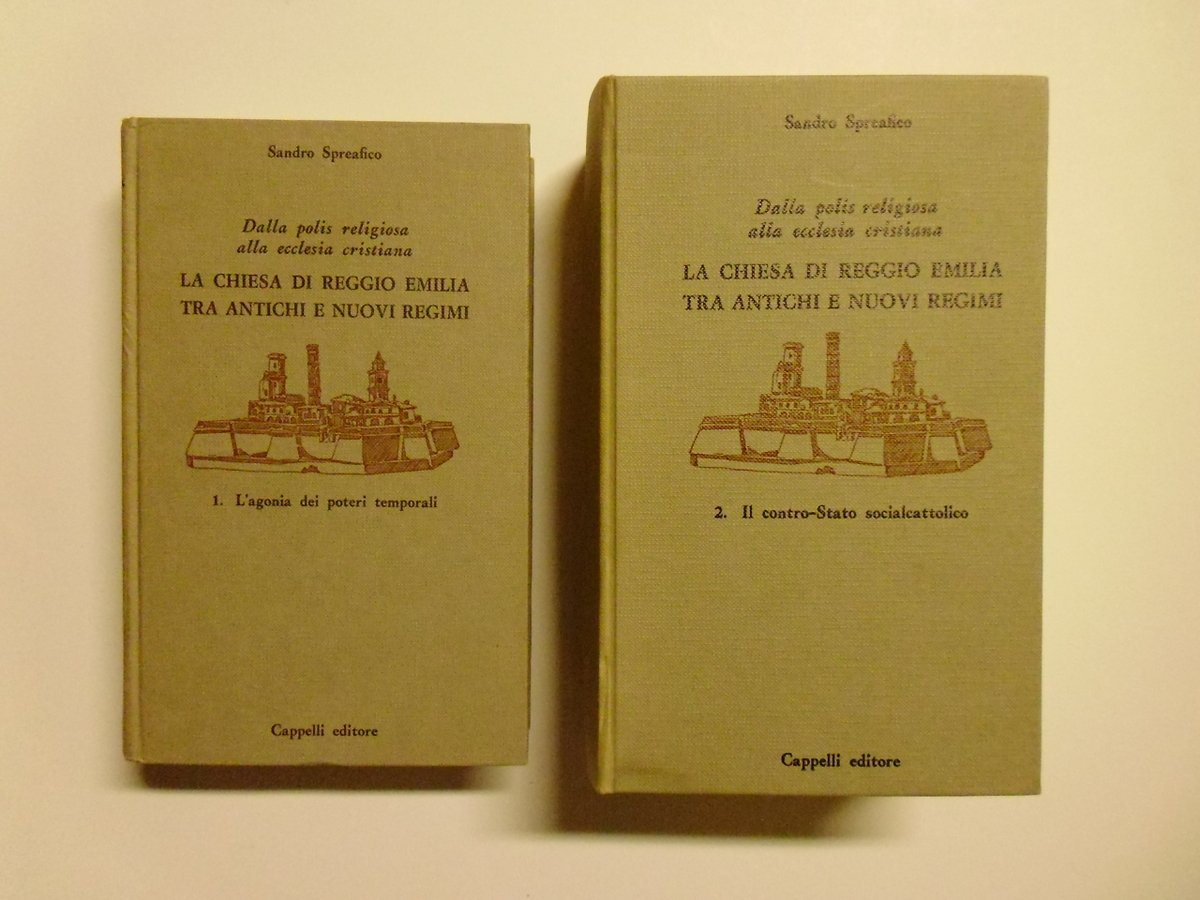 Sandro Spreafico
Dalla polis religiosa
alla ecclesia cristiana
LA CHIESA DI REGGIO EMILIA
TRA ANTICHI E NUOVI REGIMI
1. L'agonia dei poteri temporali
Cappelli editore
Sandro Spreafico
Dalla polis religiosa
alla ecclesia cristiana
LA CHIESA DI REGGIO EMILIA
TRA ANTICHI E NUOVI REGIMI
2. Il contro-Stato socialcattolico
Cappelli editore